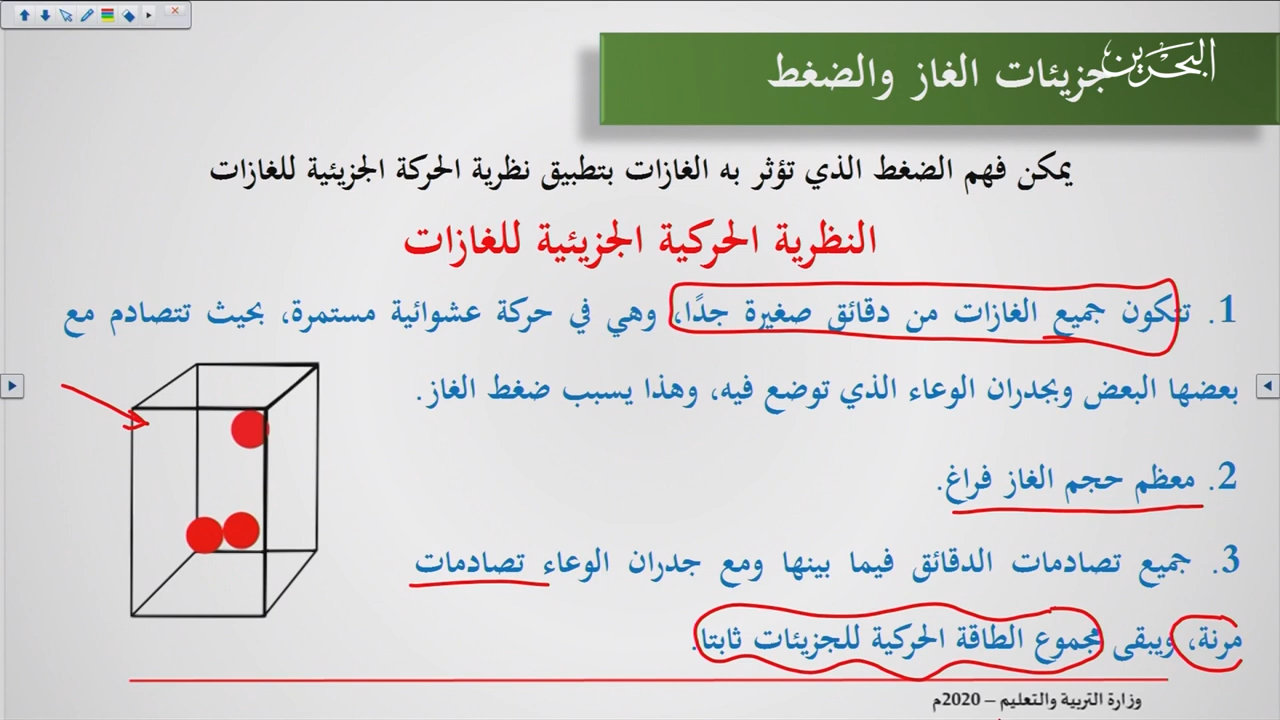 البحرين
جزيئات الغاز والضغط
يمكن فهم الضغط الذي تؤثر به الغازات بتطبيق نظرية الحركة الجزيئية للغازات
النظرية الحركية الجزيئية للغازات
1. تتكون جميع الغازات من دقائق صغيرة جدًا، وهي في حركة عشوائية مستمرة، بحيث تتصادم مع
بعضها البعض وبجدران الوعاء الذي توضع فيه، وهذا يسبب ضغط الغاز.
2. معظم حجم الغاز فراغ.
3. جميع تصادمات الدقائق فيما بينها ومع جدران الوعاء تصادمات
مرنة، ويبقى مجموع الطاقة الحركية للجزيئات ثابتا.
وزارة التربية والتعليم – 2020م